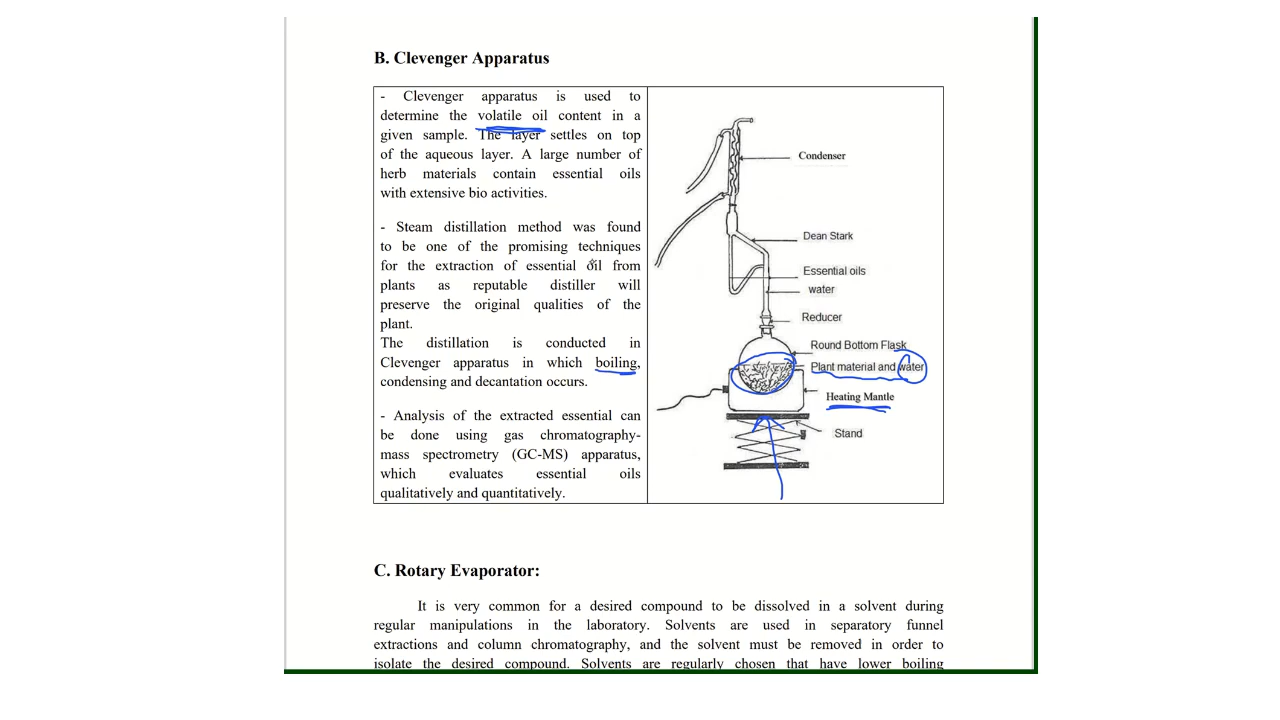 B. Clevenger Apparatus
- Clevenger apparatus is used to
determine the volatile oil content in a
given sample. The layer settles on top
of the aqueous layer. A large number of
herb materials contain essential oils
with extensive bio activities.
- Steam distillation method was found
to be one of the promising techniques
for the extraction of essential oil from
plants as reputable distiller will
preserve the original qualities of the
plant.
The distillation is conducted in
Clevenger apparatus in which boiling,
condensing and decantation occurs.
- Analysis of the extracted essential can
be done using gas chromatography-
mass spectrometry (GC-MS) apparatus,
which evaluates essential oils
qualitatively and quantitatively.
Condenser
Dean Stark
Essential oils
water
Reducer
Round Bottom Flask
Plant material and water
Heating Mantle
Stand
C. Rotary Evaporator:
It is very common for a desired compound to be dissolved in a solvent during
regular manipulations in the laboratory. Solvents are used in separatory funnel
extractions and column chromatography, and the solvent must be removed in order to
isolate the desired compound. Solvents are regularly chosen that have lower boiling